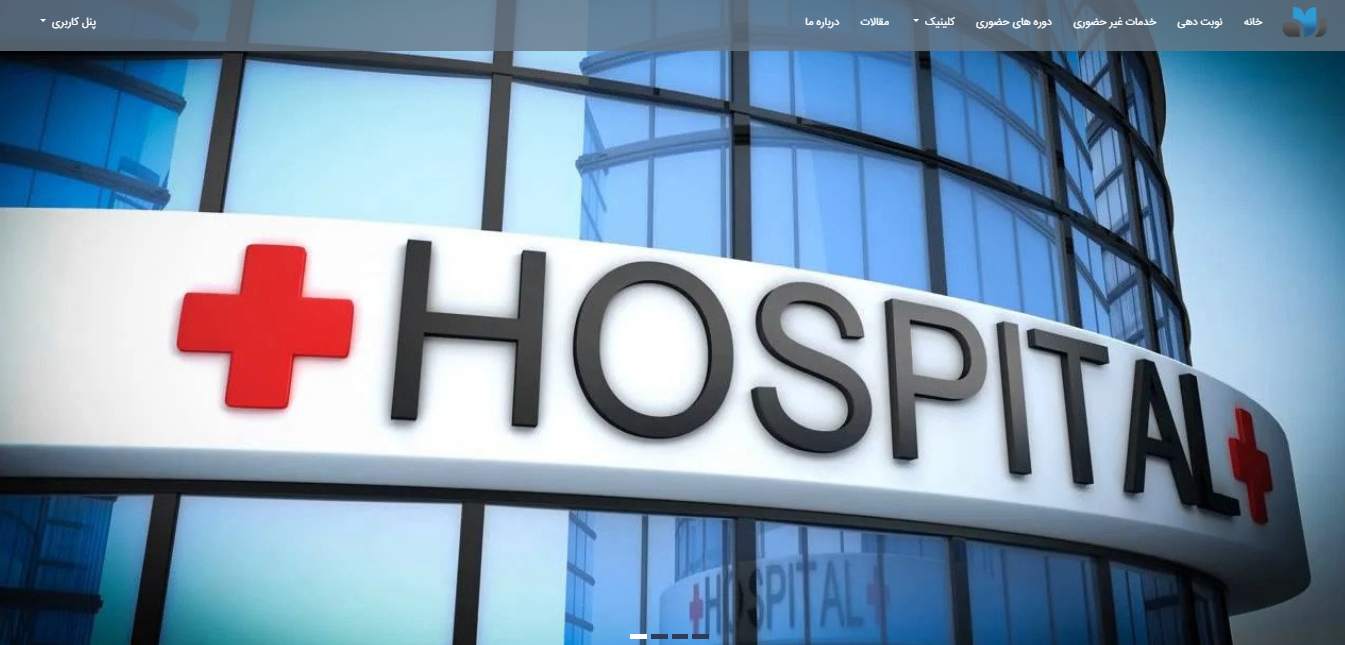 خانه نوبت دهی خدمات غیر حضوری دوره های حضوری کلینیک مقالات درباره ما پنل کاربری
HOSPITAL
HOSPITAL